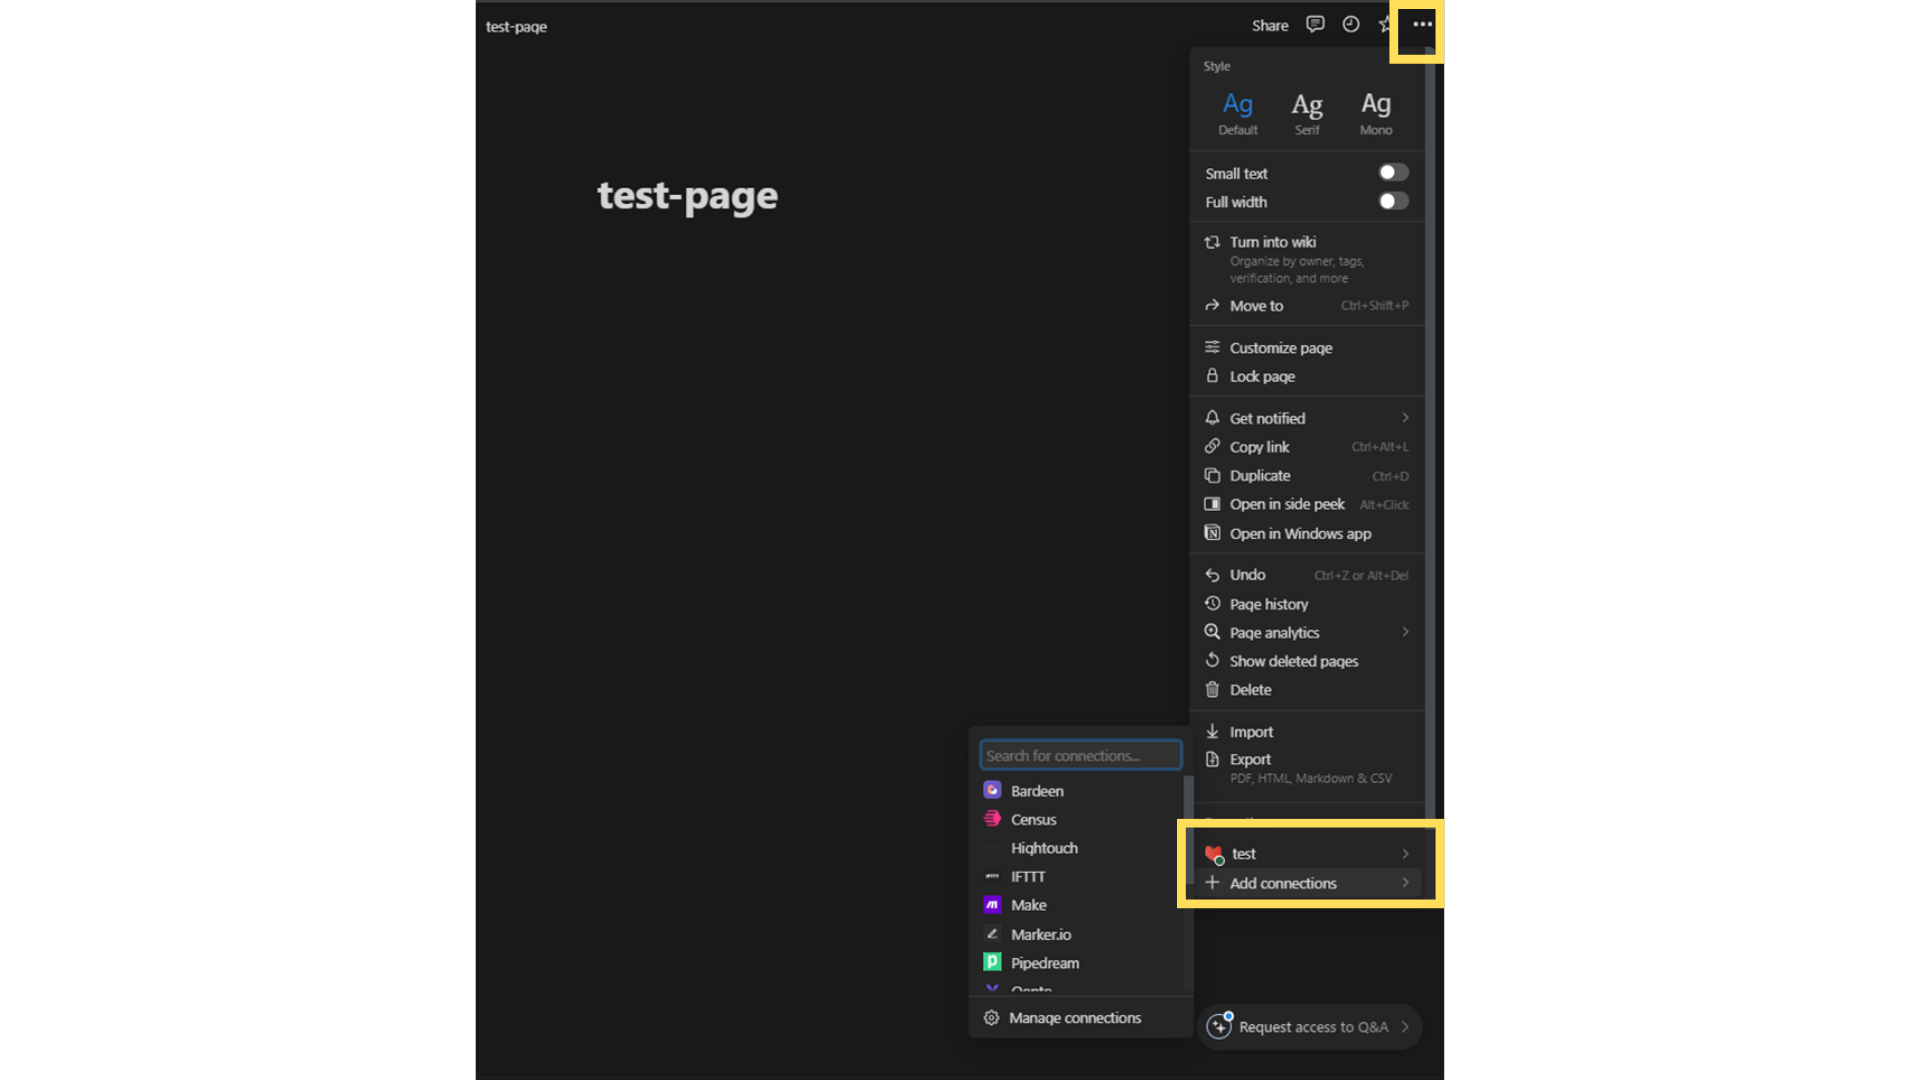 test-page
Share
Style
Ag Ag Ag
Default Serif Mono
Small text
Full width
Turn into wiki
Organize by owner, tags,
verification, and more
Move to Ctrl+Shift+P
Customize page
Lock page
Get notified
Copy link Ctrl+Alt+L
Duplicate Ctrl+D
Open in side peek Alt+Click
Open in Windows app
Undo Ctrl+Z or Alt+Del
Page history
Page analytics
Show deleted pages
Delete
Import
Export
PDF, HTML, Markdown & CSV
test
Add connections
test-page
Search for connections...
Bardeen
Census
Hightouch
IFTTT
Make
Marker.io
Pipedream
Manage connections
Request access to Q&A